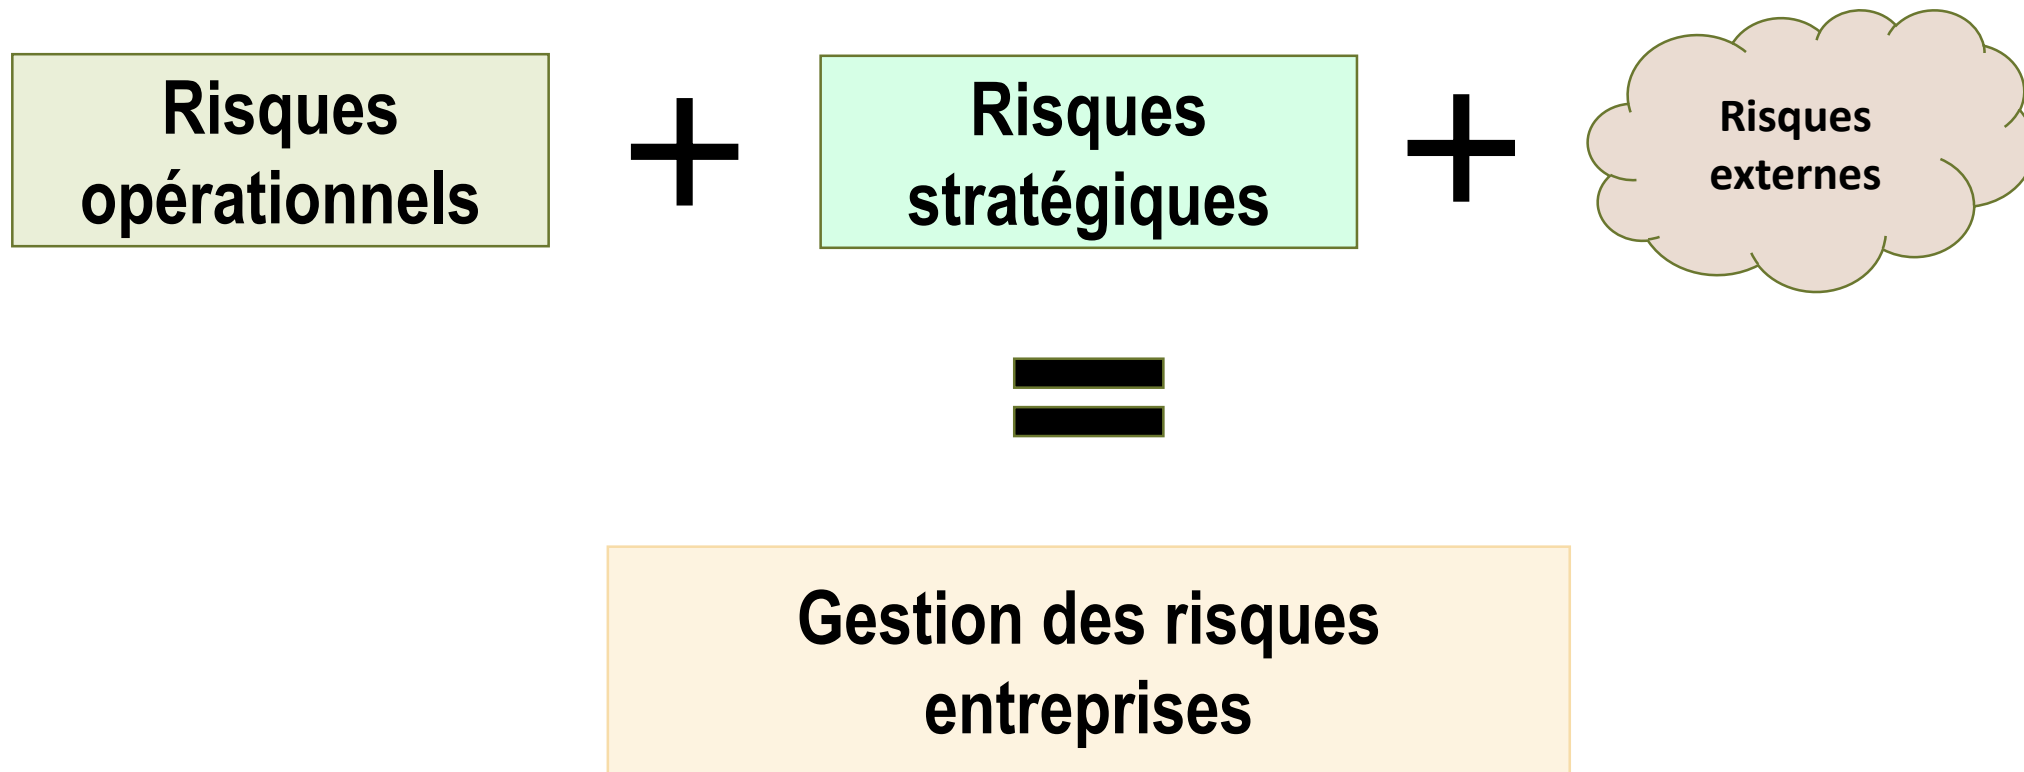 Risques
opérationnels
+
Risques
stratégiques
+
Risques
externes
=
Gestion des risques
entreprises